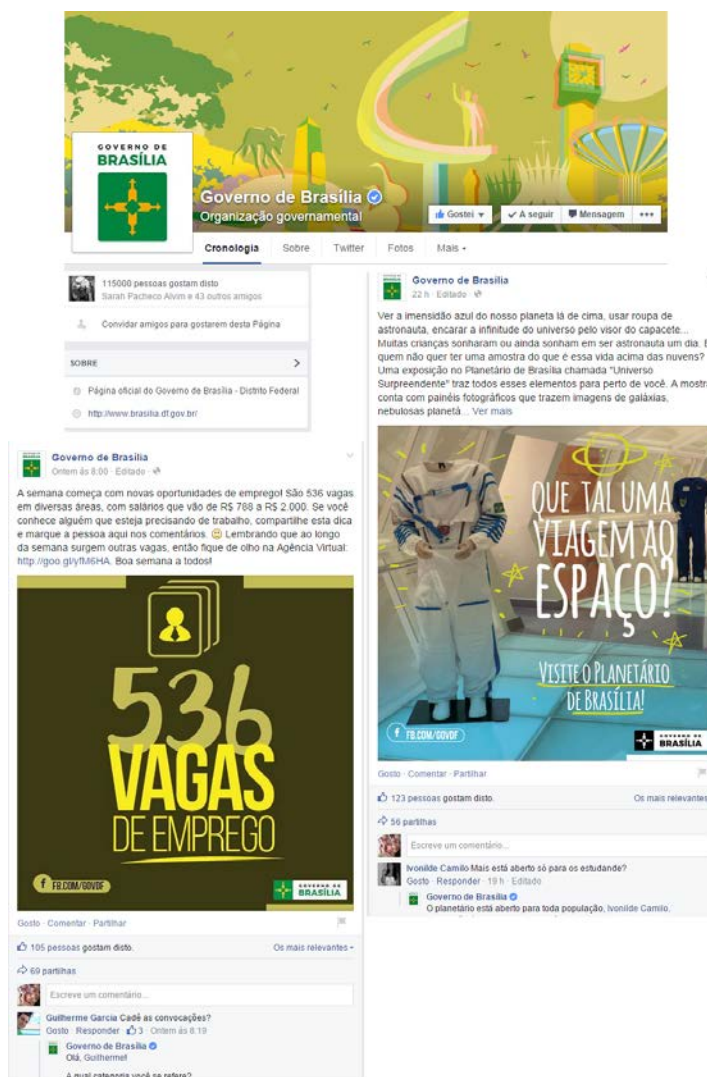 GOVERNO DE
BRASÍLIA
Governo de Brasília
Organização governamental
Gostei
A seguir
Mensagem
Cronologia Sobre Twitter Fotos Mais
115000 pessoas gostam disto
Sarah Pacheco Alvim e 43 outros amigos
Convidar amigos para gostarem desta Página
SOBRE
Página oficial do Governo de Brasília - Distrito Federal
http://www.brasilia.df.gov.br/
Governo de Brasília
Ontem às 8:00 · Editado ·
A semana começa com novas oportunidades de emprego! São 536 vagas
em diversas áreas, com salários que vão de R$ 788 a R$ 2.000. Se você
conhece alguém que esteja precisando de trabalho, compartilhe esta dica
e marque a pessoa aqui nos comentários. 🙂 Lembrando que ao longo
da semana surgem outras vagas, então fique de olho na Agência Virtual:
http://goo.gl/yfM6HA. Boa semana a todos!
536
VAGAS
DE EMPREGO
f FB.COM/GOVDF
GOVERNO DE
BRASÍLIA
Gosto · Comentar · Partilhar
105 pessoas gostam disto.
Os mais relevantes
69 partilhas
Escreve um comentário...
Guilherme Garcia Cadê as convocações?
Gosto · Responder · 3 · Ontem às 8:19
Governo de Brasília
Olá, Guilherme!
A qual categoria você se refere?
Governo de Brasília
22 h · Editado ·
Ver a imensidão azul do nosso planeta lá de cima, usar roupa de
astronauta, encarar a infinitude do universo pelo visor do capacete...
Muitas crianças sonharam ou ainda sonham em ser astronauta um dia. E
quem não quer ter uma amostra do que é essa vida acima das nuvens?
Uma exposição no Planetário de Brasília chamada "Universo
Surpreendente" traz todos esses elementos para perto de você. A mostra
conta com painéis fotográficos que trazem imagens de galáxias,
nebulosas planetá... Ver mais
QUE TAL UMA
VIAGEM AO
ESPAÇO?
VISITE O PLANETÁRIO
DE BRASÍLIA!
f FB.COM/GOVDF
GOVERNO DE
BRASÍLIA
Gosto · Comentar · Partilhar
123 pessoas gostam disto.
Os mais relevantes
56 partilhas
Escreve um comentário...
Ivonilde Camilo Mais está aberto só para os estudande?
Gosto · Responder · 19 h · Editado
Governo de Brasília
O planetário está aberto para toda população, Ivonilde Camilo.